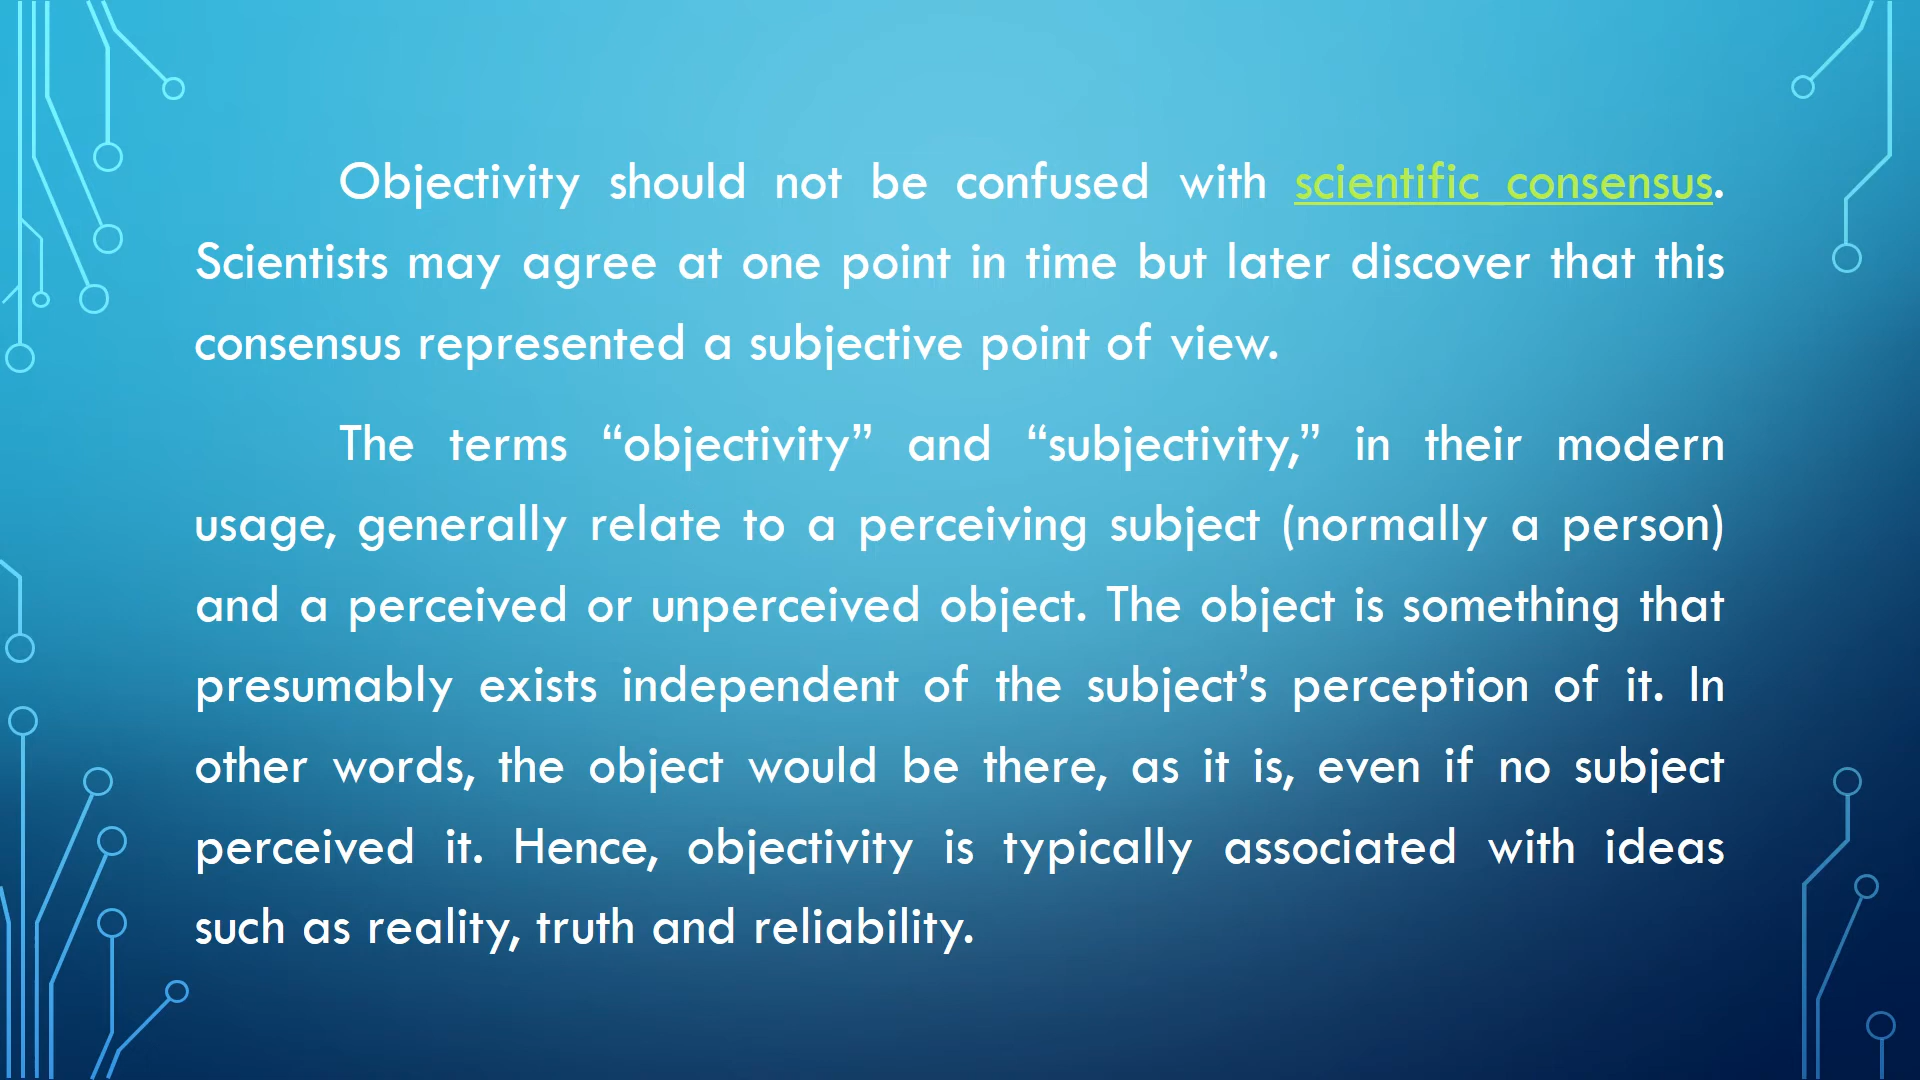 Objectivity should not be confused with scientific consensus.
Scientists may agree at one point in time but later discover that this
consensus represented a subjective point of view.
The terms “objectivity” and “subjectivity,” in their modern
usage, generally relate to a perceiving subject (normally a person)
and a perceived or unperceived object. The object is something that
presumably exists independent of the subject’s perception of it. In
other words, the object would be there, as it is, even if no subject
perceived it. Hence, objectivity is typically associated with ideas
such as reality, truth and reliability.